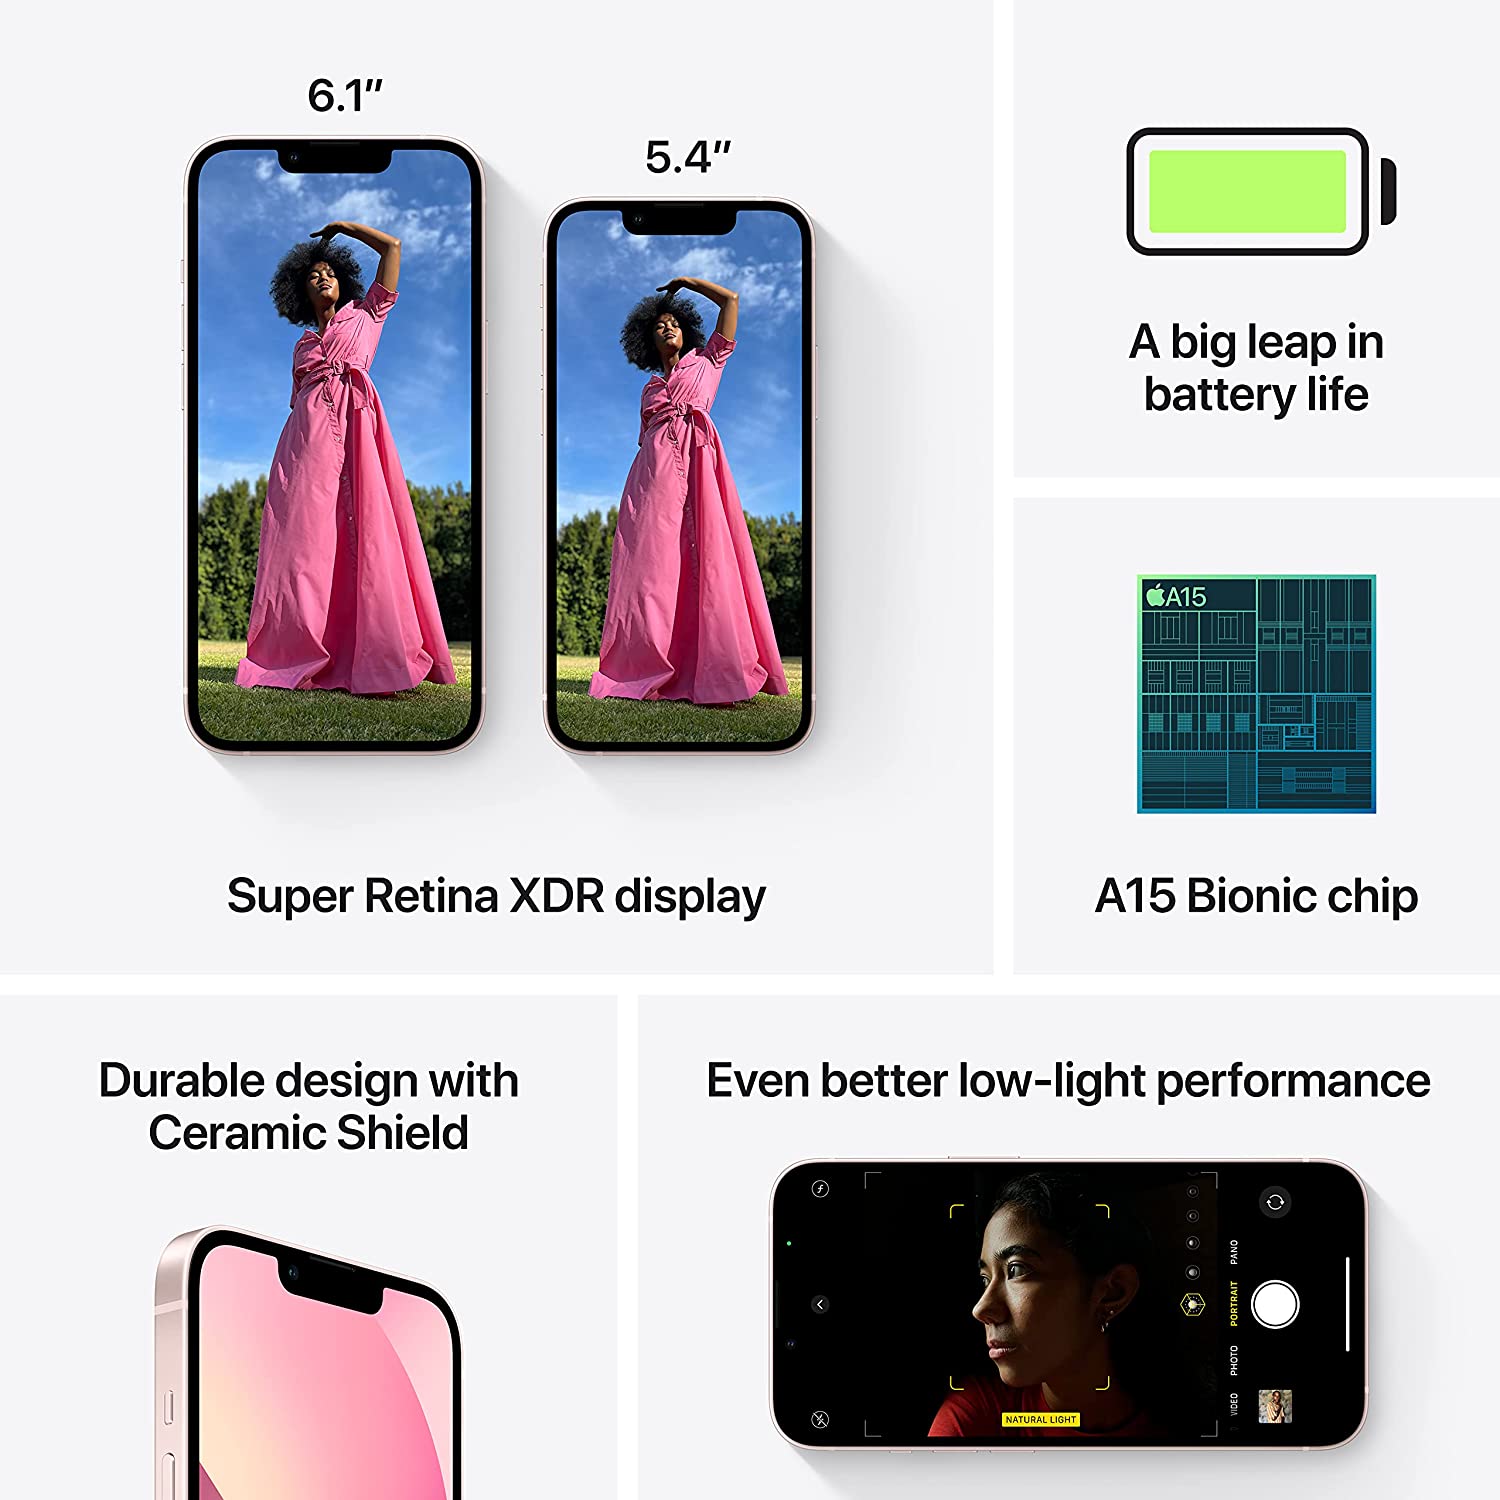 6.1″
5.4″
Super Retina XDR display
A big leap in
battery life
A15
A15 Bionic chip
Durable design with
Ceramic Shield
Even better low-light performance
NATURAL LIGHT
PANO
PORTRAIT
PHOTO
VIDEO